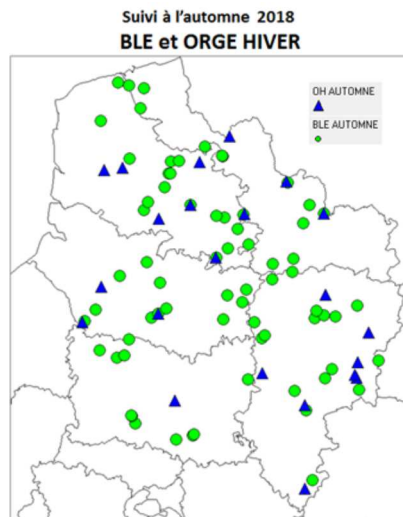 Suivi à l'automne 2018
BLE et ORGE HIVER
OH AUTOMNE
BLE AUTOMNE